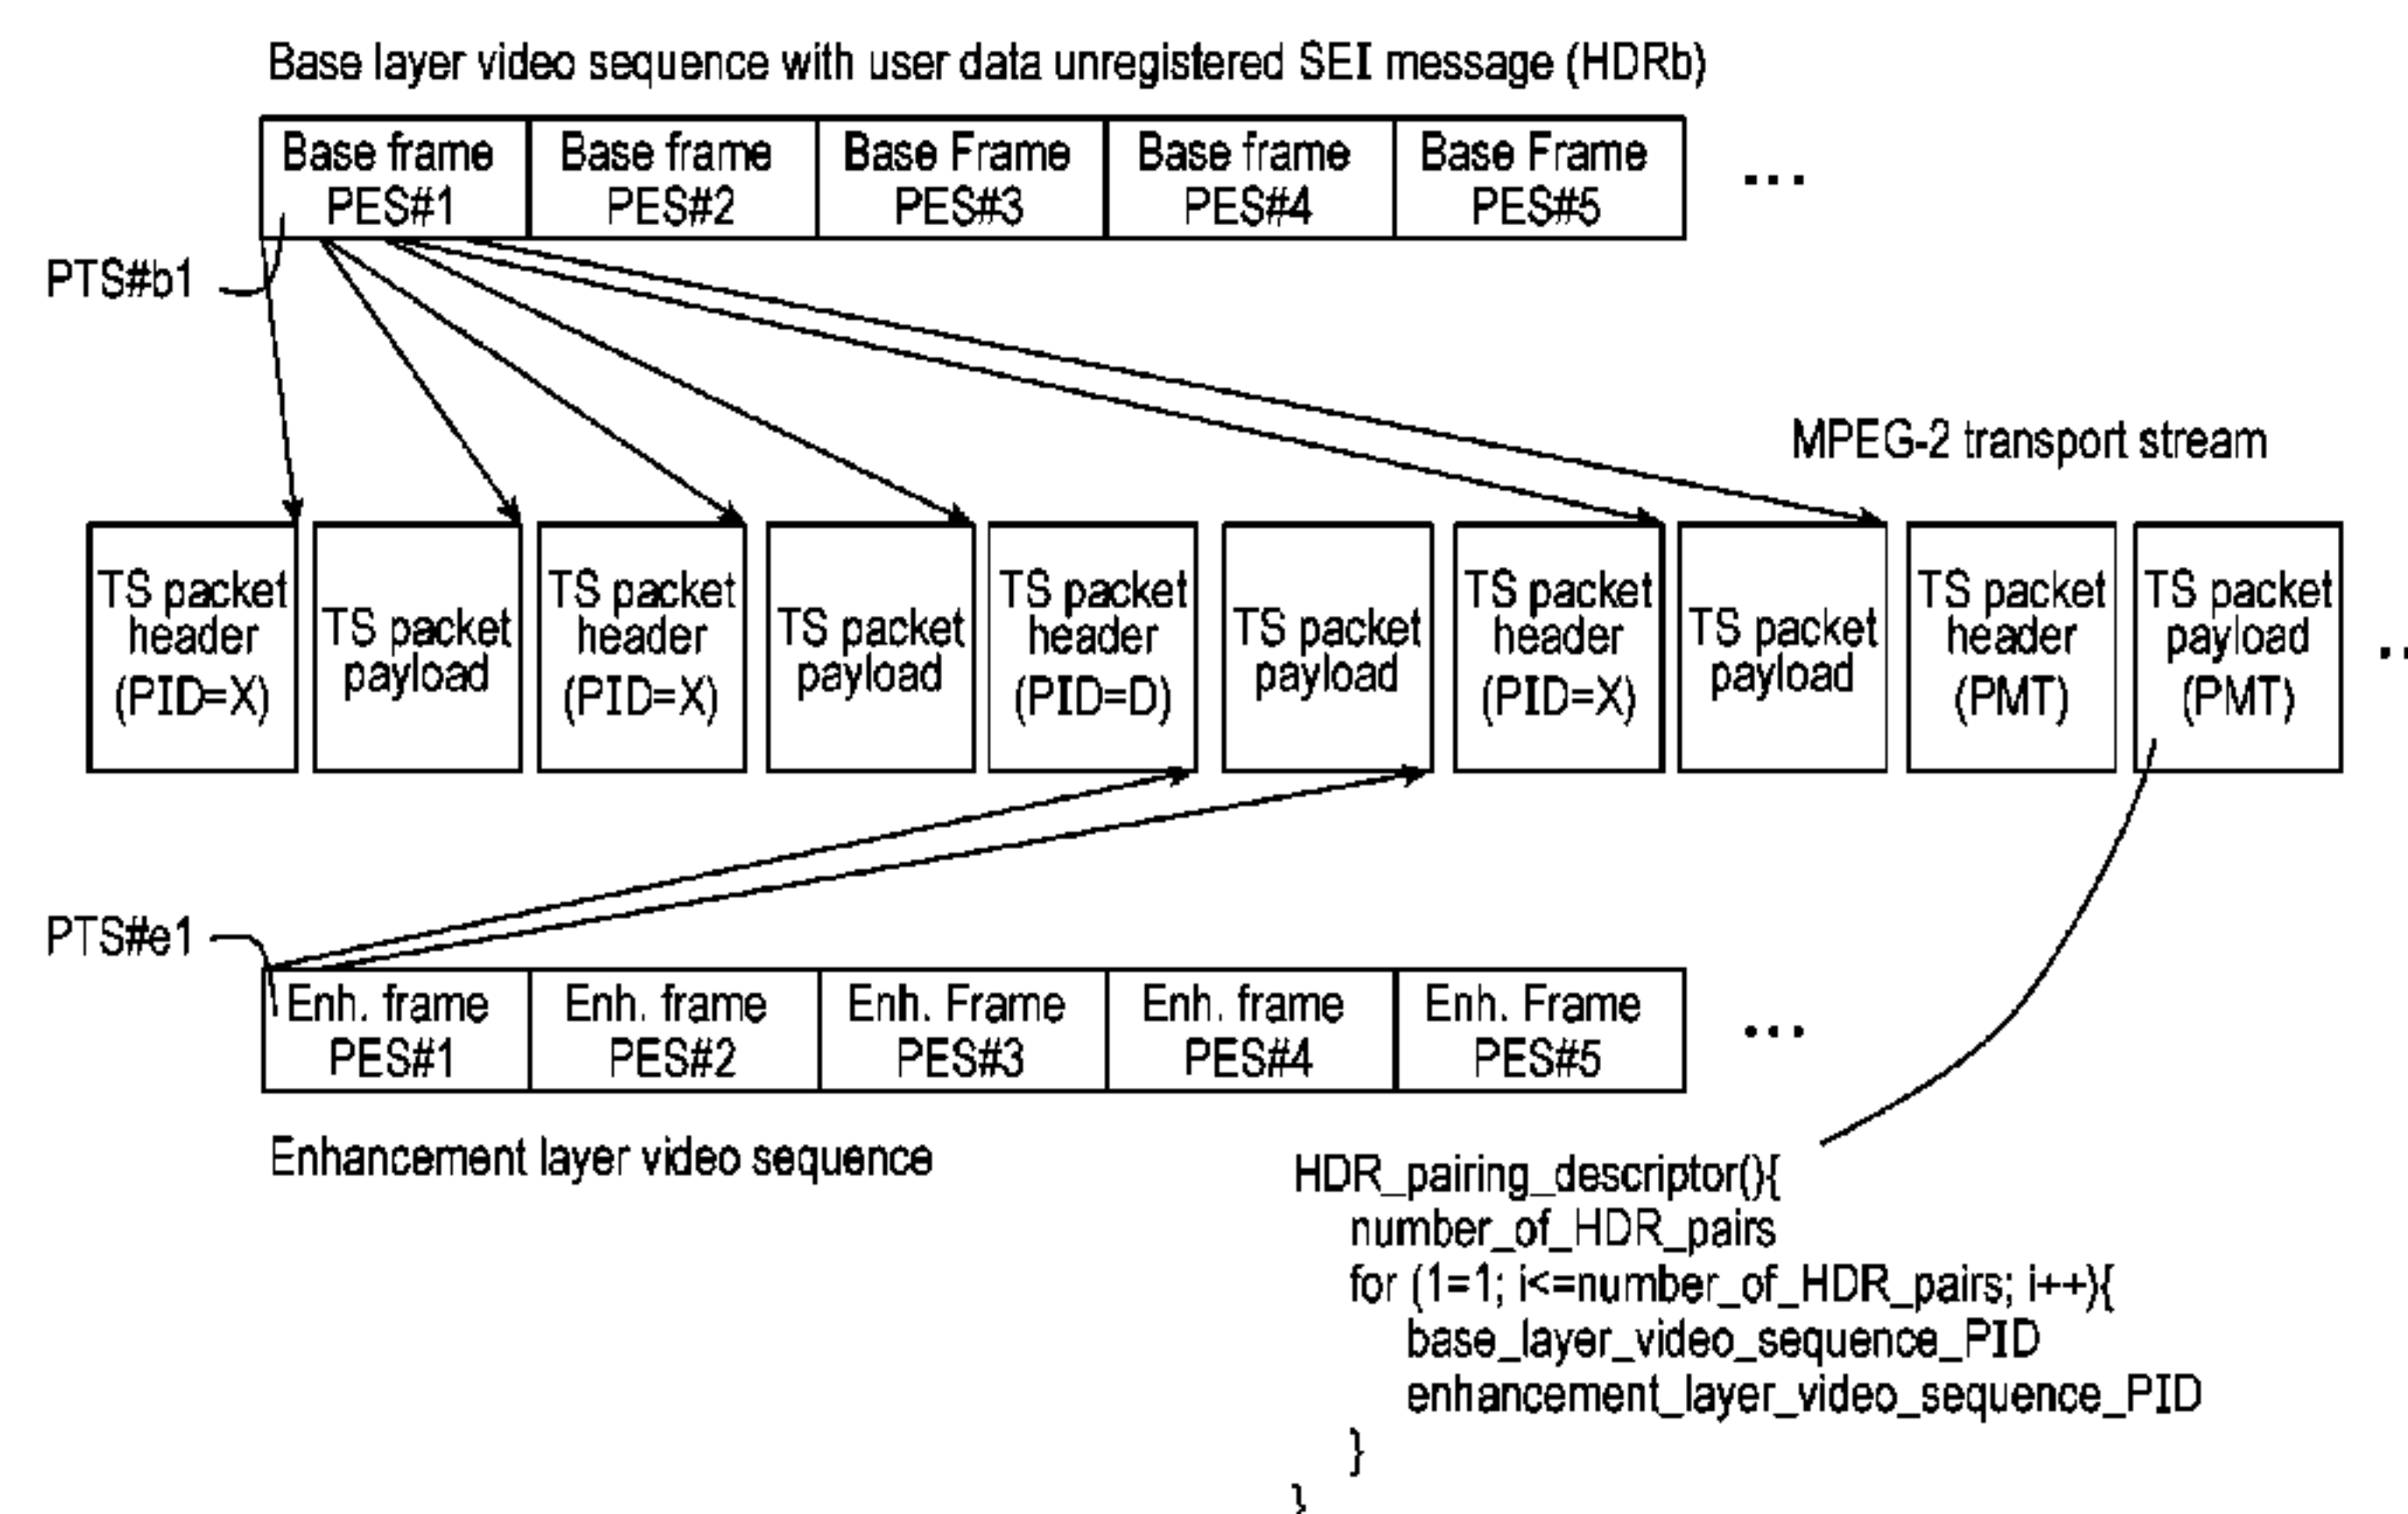 Base layer video sequence with user data unregistered SEI message (HDRb)
Base frame
PES#1
Base frame
PES#2
Base Frame
PES#3
Base frame
PES#4
Base Frame
PES#5
...
PTS#b1
MPEG-2 transport stream
TS packet
header
(PID=X)
TS packet
payload
TS packet
header
(PID=X)
TS packet
payload
TS packet
header
(PID=D)
TS packet
payload
TS packet
header
(PID=X)
TS packet
payload
TS packet
header
(PMT)
TS packet
payload
(PMT)
..
PTS#e1
Enh. frame
PES#1
Enh. frame
PES#2
Enh. Frame
PES#3
Enh. frame
PES#4
Enh. Frame
PES#5
...
Enhancement layer video sequence
HDR_pairing_descriptor(){
number_of_HDR_pairs
for (1=1; i<=number_of_HDR_pairs; i++){
base_layer_video_sequence_PID
enhancement_layer_video_sequence_PID
}
}